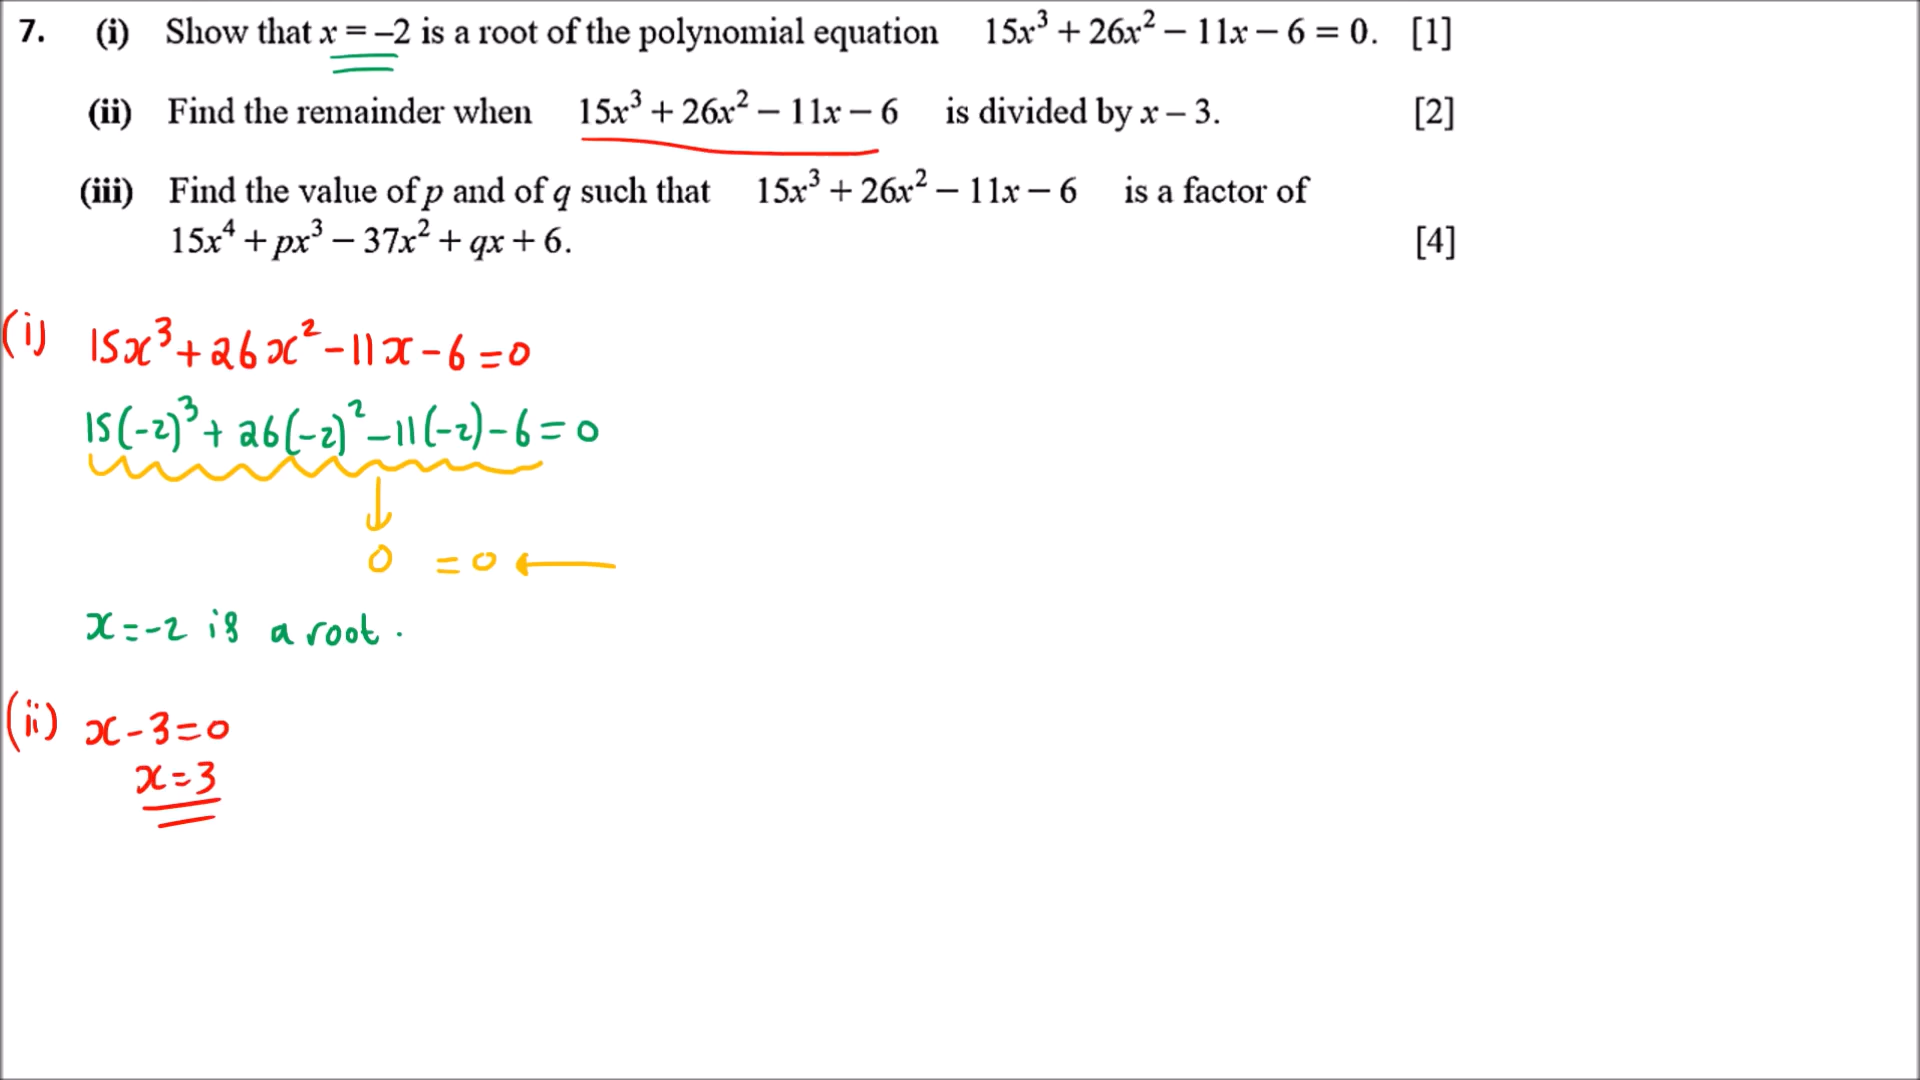 7. (i) Show that x = –2 is a root of the polynomial equation 15x³ + 26x² – 11x – 6 = 0. [1]
(ii) Find the remainder when 15x³ + 26x² – 11x – 6 is divided by x – 3. [2]
(iii) Find the value of p and of q such that 15x³ + 26x² – 11x – 6 is a factor of
15x⁴ + px³ – 37x² + qx + 6. [4]
(i) 15x³ + 26x² - 11x - 6 = 0
15(-2)³ + 26(-2)² - 11(-2) - 6 = 0
0 = 0
x = -2 is a root.
(ii) x - 3 = 0
x = 3